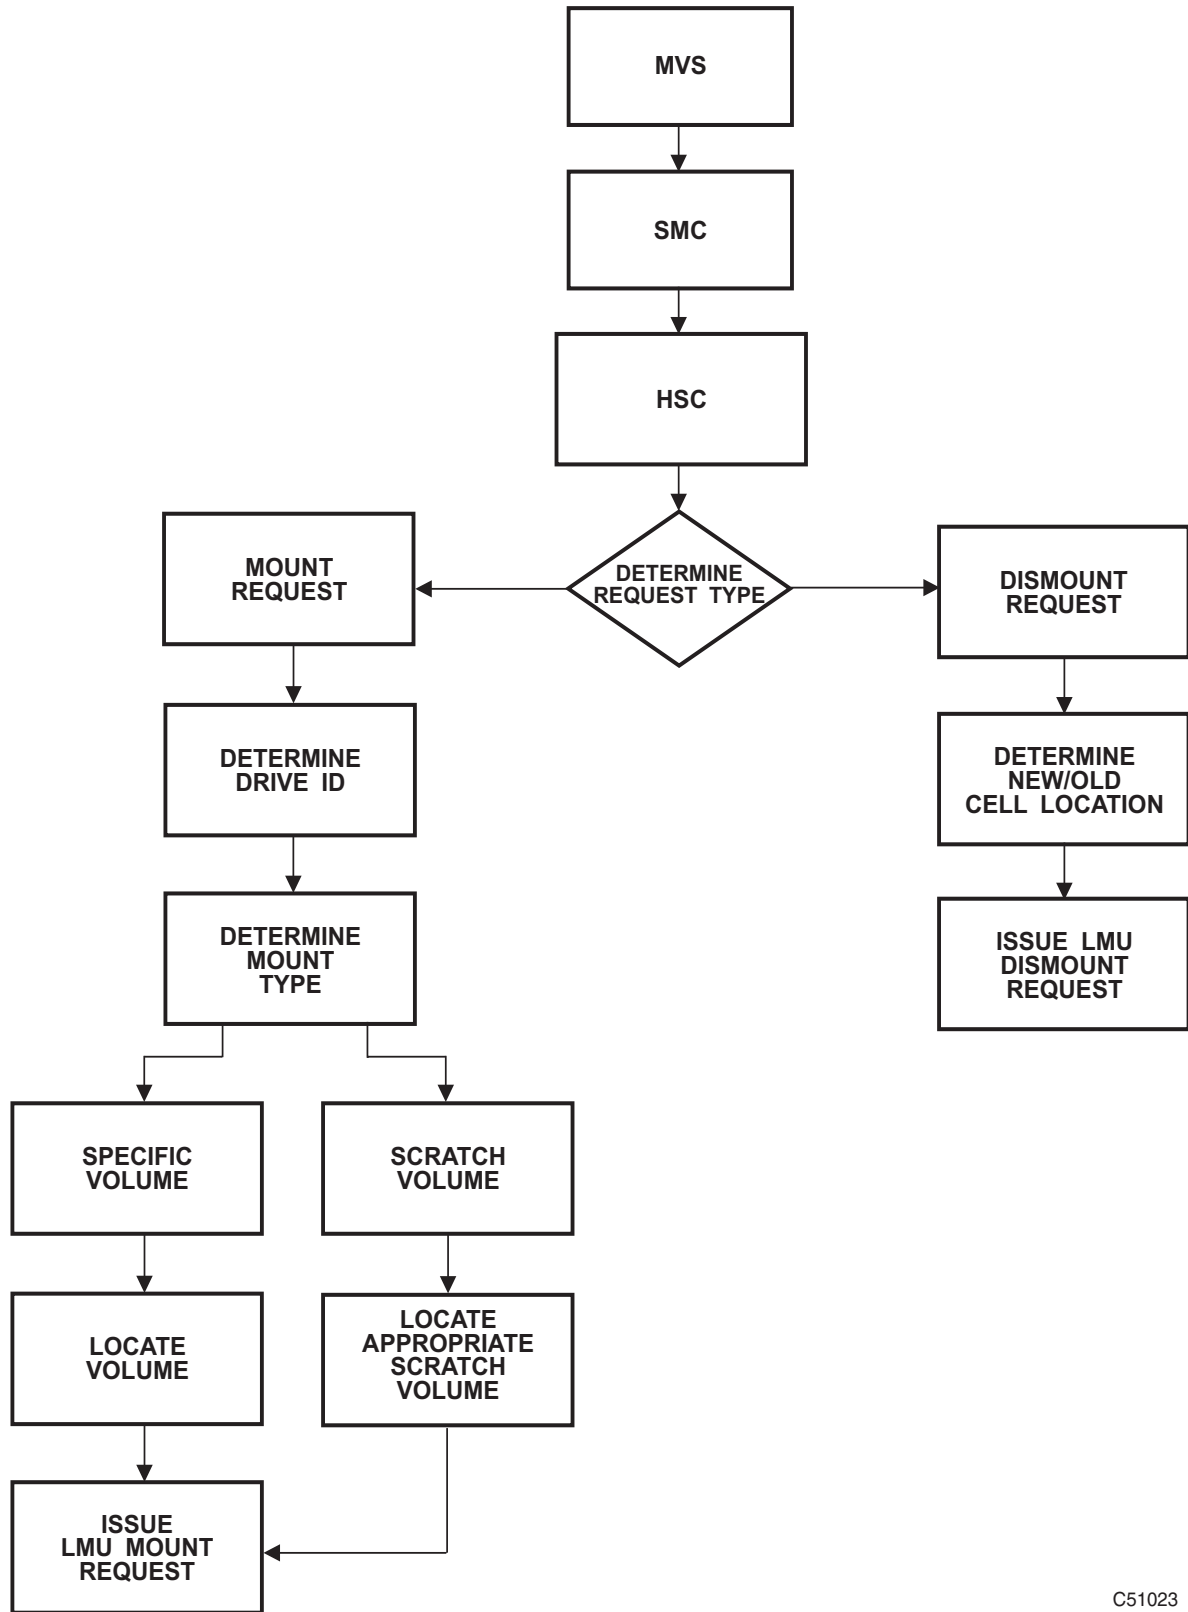 MVS
SMC
HSC
DETERMINE
REQUEST TYPE
MOUNT
REQUEST
DISMOUNT
REQUEST
DETERMINE
DRIVE ID
DETERMINE
NEW/OLD
CELL LOCATION
DETERMINE
MOUNT
TYPE
ISSUE LMU
DISMOUNT
REQUEST
SPECIFIC
VOLUME
SCRATCH
VOLUME
LOCATE
VOLUME
LOCATE
APPROPRIATE
SCRATCH
VOLUME
ISSUE
LMU MOUNT
REQUEST
C51023